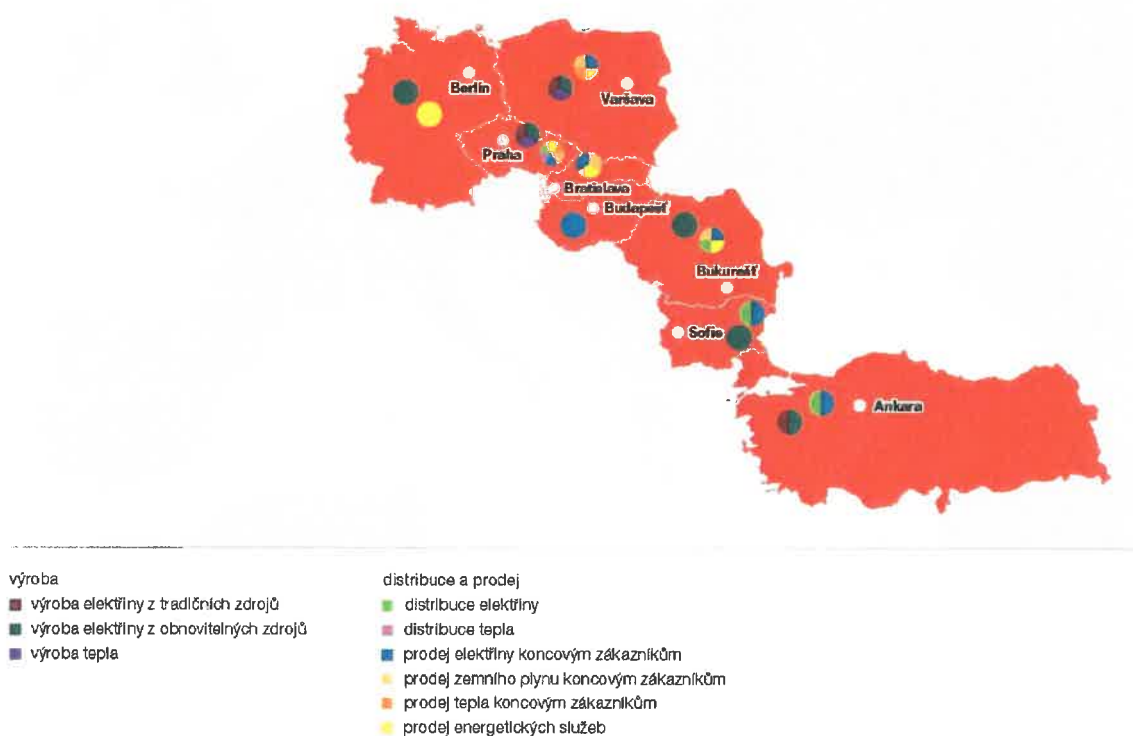 Berlín
Varšava
Praha
Bratislava
Budapešť
Bukurešť
Sofie
Ankara
výroba
výroba elektřiny z tradičních zdrojů
výroba elektřiny z obnovitelných zdrojů
výroba tepla
distribuce a prodej
distribuce elektřiny
distribuce tepla
prodej elektřiny koncovým zákazníkům
prodej zemního plynu koncovým zákazníkům
prodej tepla koncovým zákazníkům
prodej energetických služeb